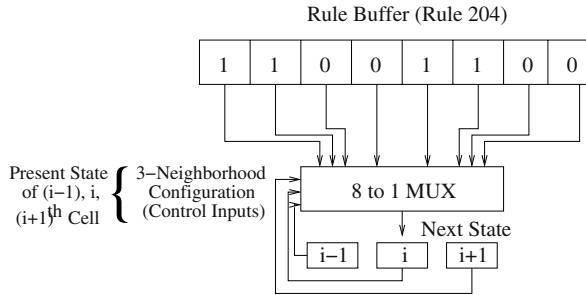 Rule Buffer (Rule 204)
1 1 0 0 1 1 0 0
Present State
of (i−1), i,
(i+1)th Cell
3−Neighborhood
Configuration
(Control Inputs)
8 to 1 MUX
Next State
i−1 i i+1